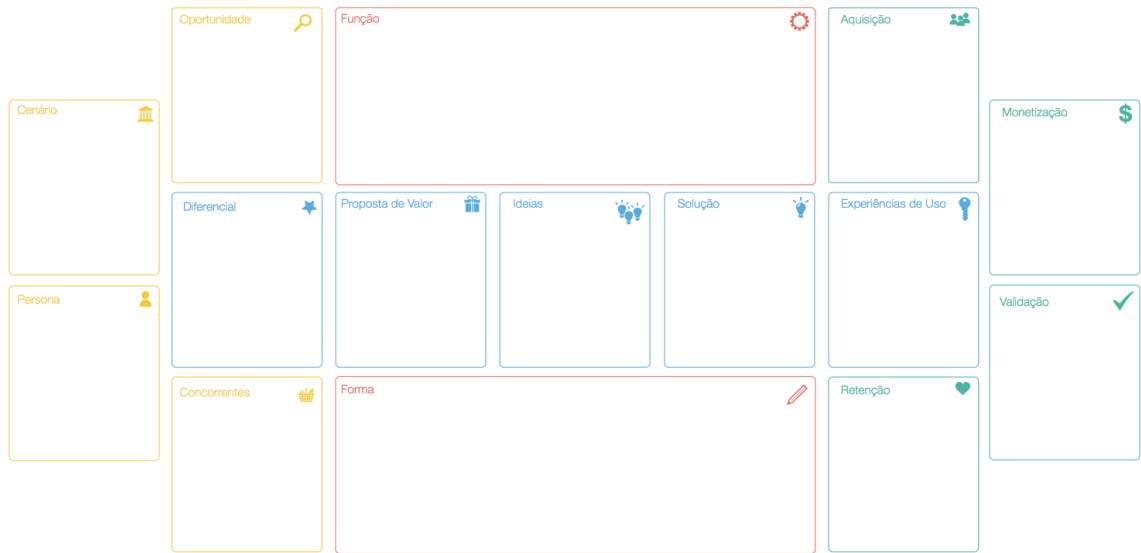 Oportunidade
Função
Aquisição
Cenário
Monetização
Diferencial
Proposta de Valor
Ideias
Solução
Experiências de Uso
Persona
Validação
Concorrentes
Forma
Retenção